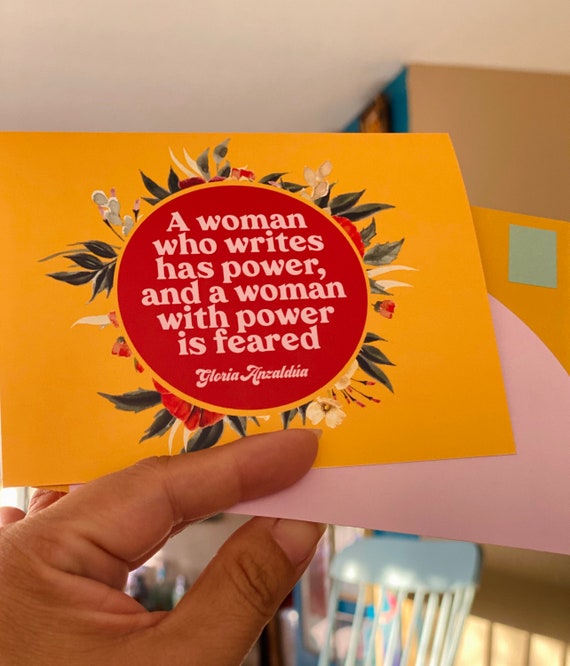 A woman
who writes
has power,
and a woman
with power
is feared
Gloria Anzaldúa